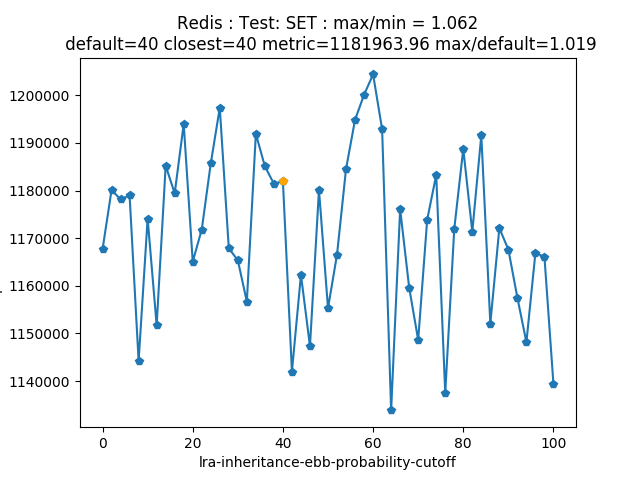 Redis : Test: SET : max/min = 1.062
default=40 closest=40 metric=1181963.96 max/default=1.019
1200000
1190000
1180000
1170000
1160000
1150000
1140000
0 20 40 60 80 100
lra-inheritance-ebb-probability-cutoff